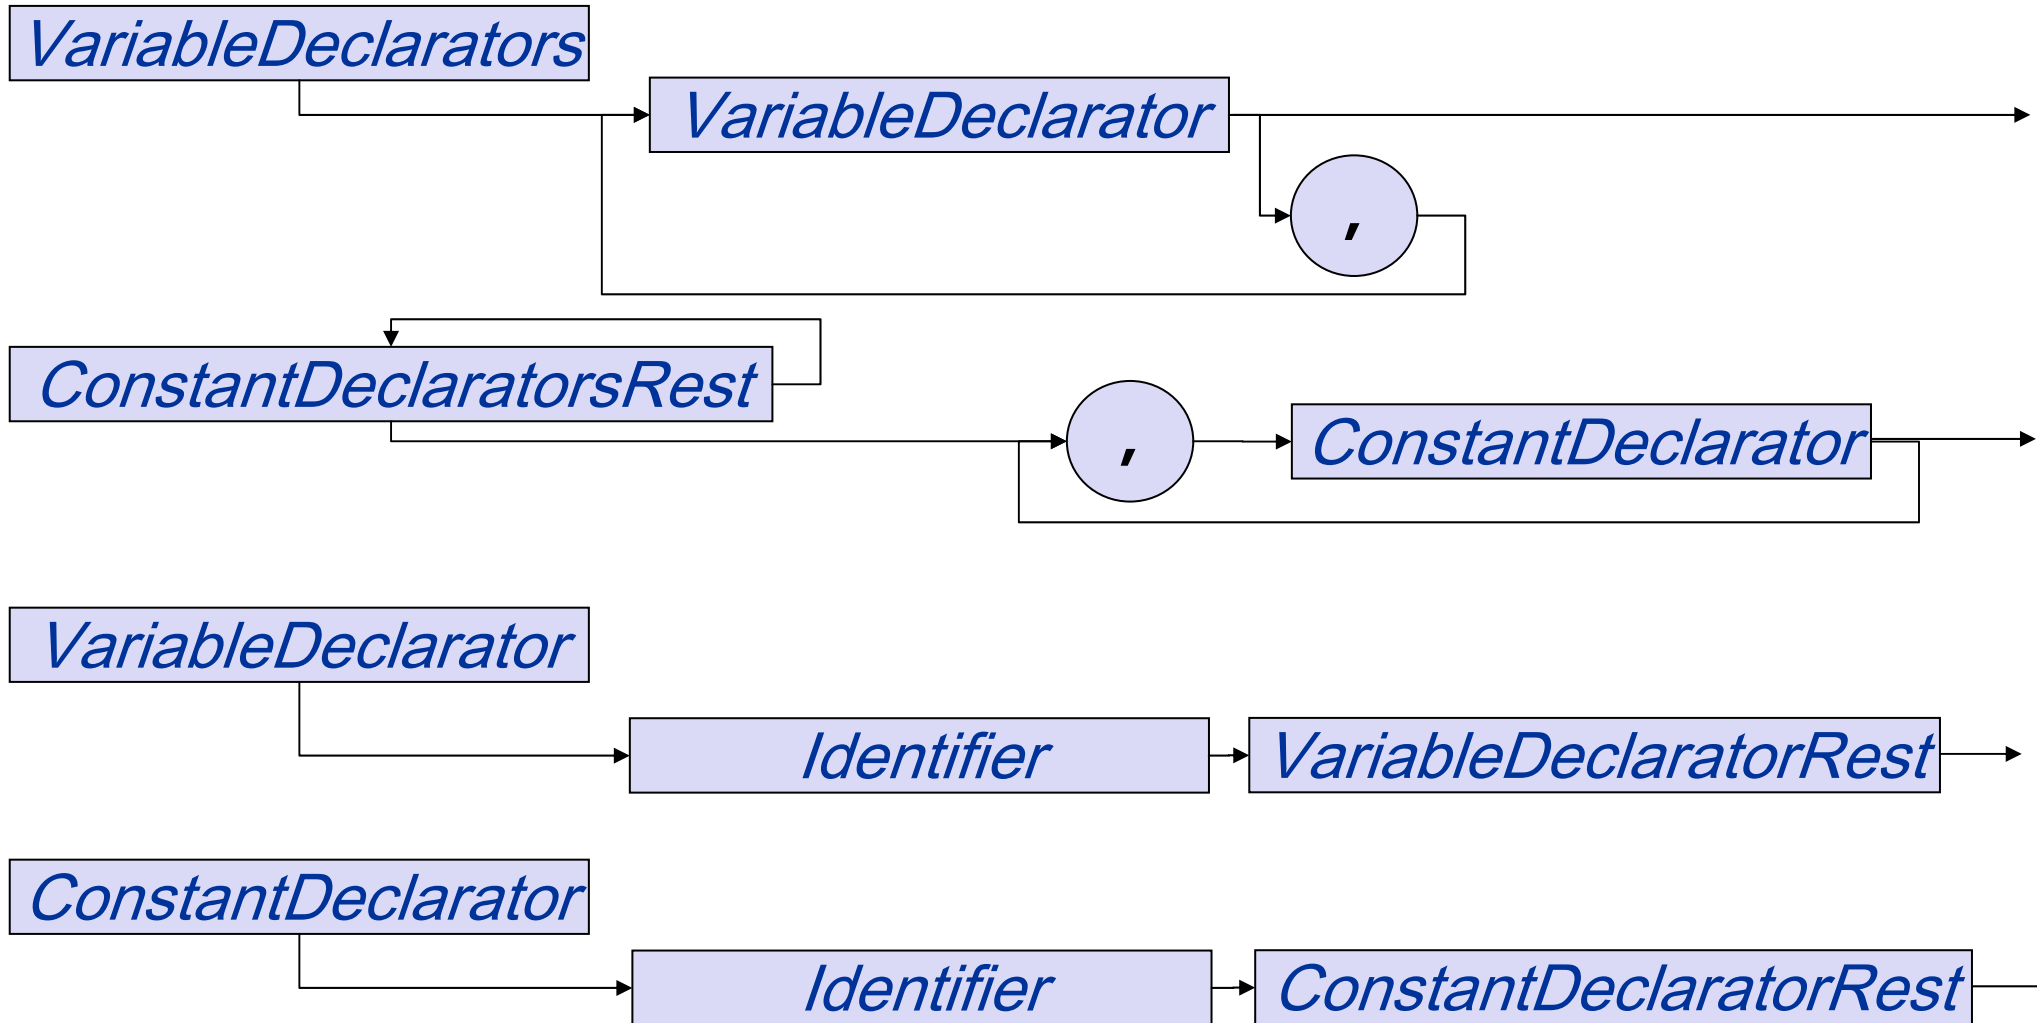 VariableDeclarators
VariableDeclarator
,
ConstantDeclaratorsRest
,
ConstantDeclarator
VariableDeclarator
Identifier
VariableDeclaratorRest
ConstantDeclarator
Identifier
ConstantDeclaratorRest